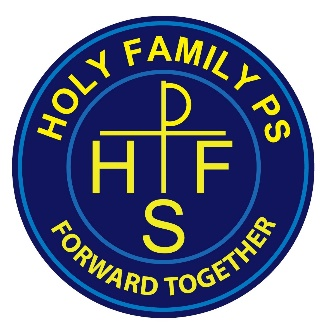 HOLY FAMILY PS
P
H F
S
FORWARD TOGETHER